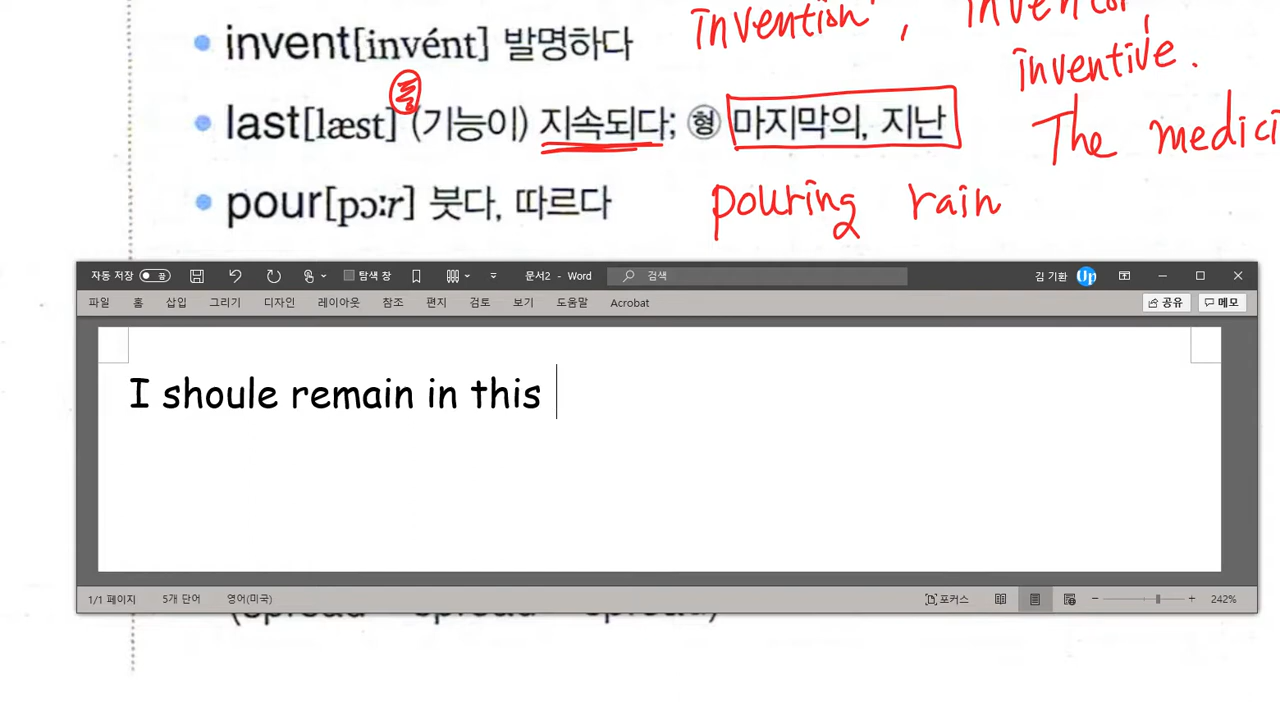 invention, inventor,
invent[invént] 발명하다
inventive.
last[læst] (기능이) 지속되다; 형 마지막의, 지난
The medici
pour[pɔːr] 붓다, 따르다 pouring rain
자동 저장 끔 탐색 창 문서2 - Word 검색 김 기환 Up
파일 홈 삽입 그리기 디자인 레이아웃 참조 편지 검토 보기 도움말 Acrobat 공유 메모
I shoule remain in this
1/1 페이지 5개 단어 영어(미국) 포커스 242%
(spread - spread - spread)